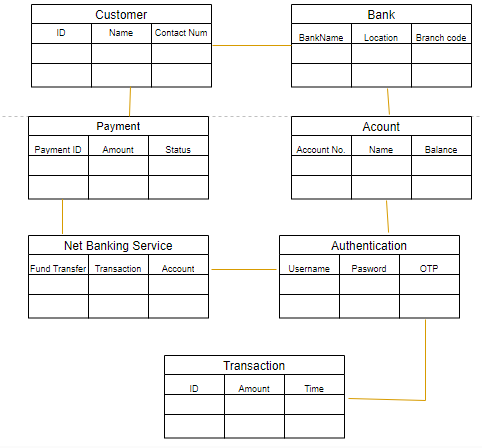 Customer
ID Name Contact Num
Bank
BankName Location Branch code
Payment
Payment ID Amount Status
Acount
Account No. Name Balance
Net Banking Service
Fund Transfer Transaction Account
Authentication
Username Pasword OTP
Transaction
ID Amount Time